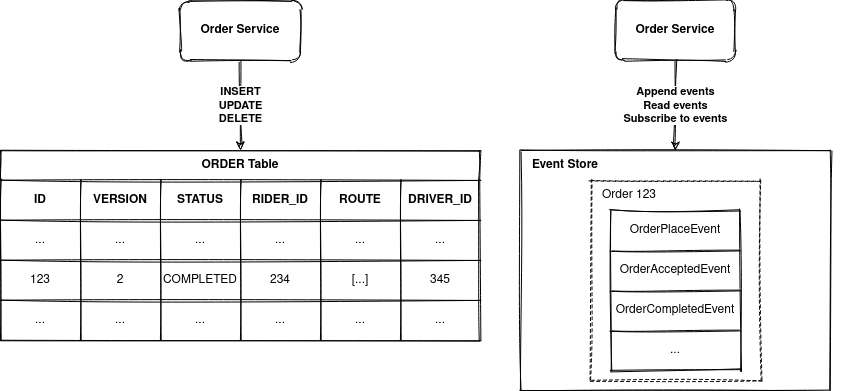 Order Service
INSERT
UPDATE
DELETE
ORDER Table
ID VERSION STATUS RIDER_ID ROUTE DRIVER_ID
... ... ... ... ... ...
123 2 COMPLETED 234 [...] 345
... ... ... ... ... ...
Order Service
Append events
Read events
Subscribe to events
Event Store
Order 123
OrderPlaceEvent
OrderAcceptedEvent
OrderCompletedEvent
...